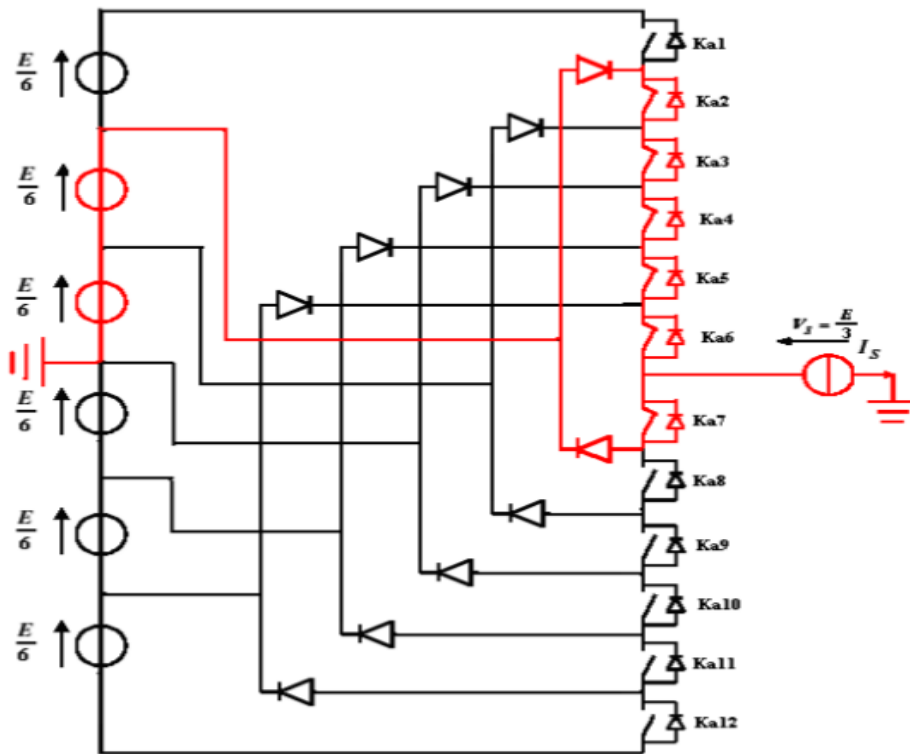 E/6
E/6
E/6
E/6
E/6
E/6
Ka1
Ka2
Ka3
Ka4
Ka5
Ka6
V_S = E/3
I_S
Ka7
Ka8
Ka9
Ka10
Ka11
Ka12